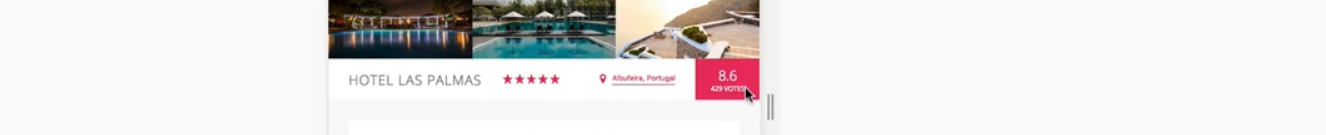 HOTEL LAS PALMAS
Albufeira, Portugal
8.6
429 VOTES